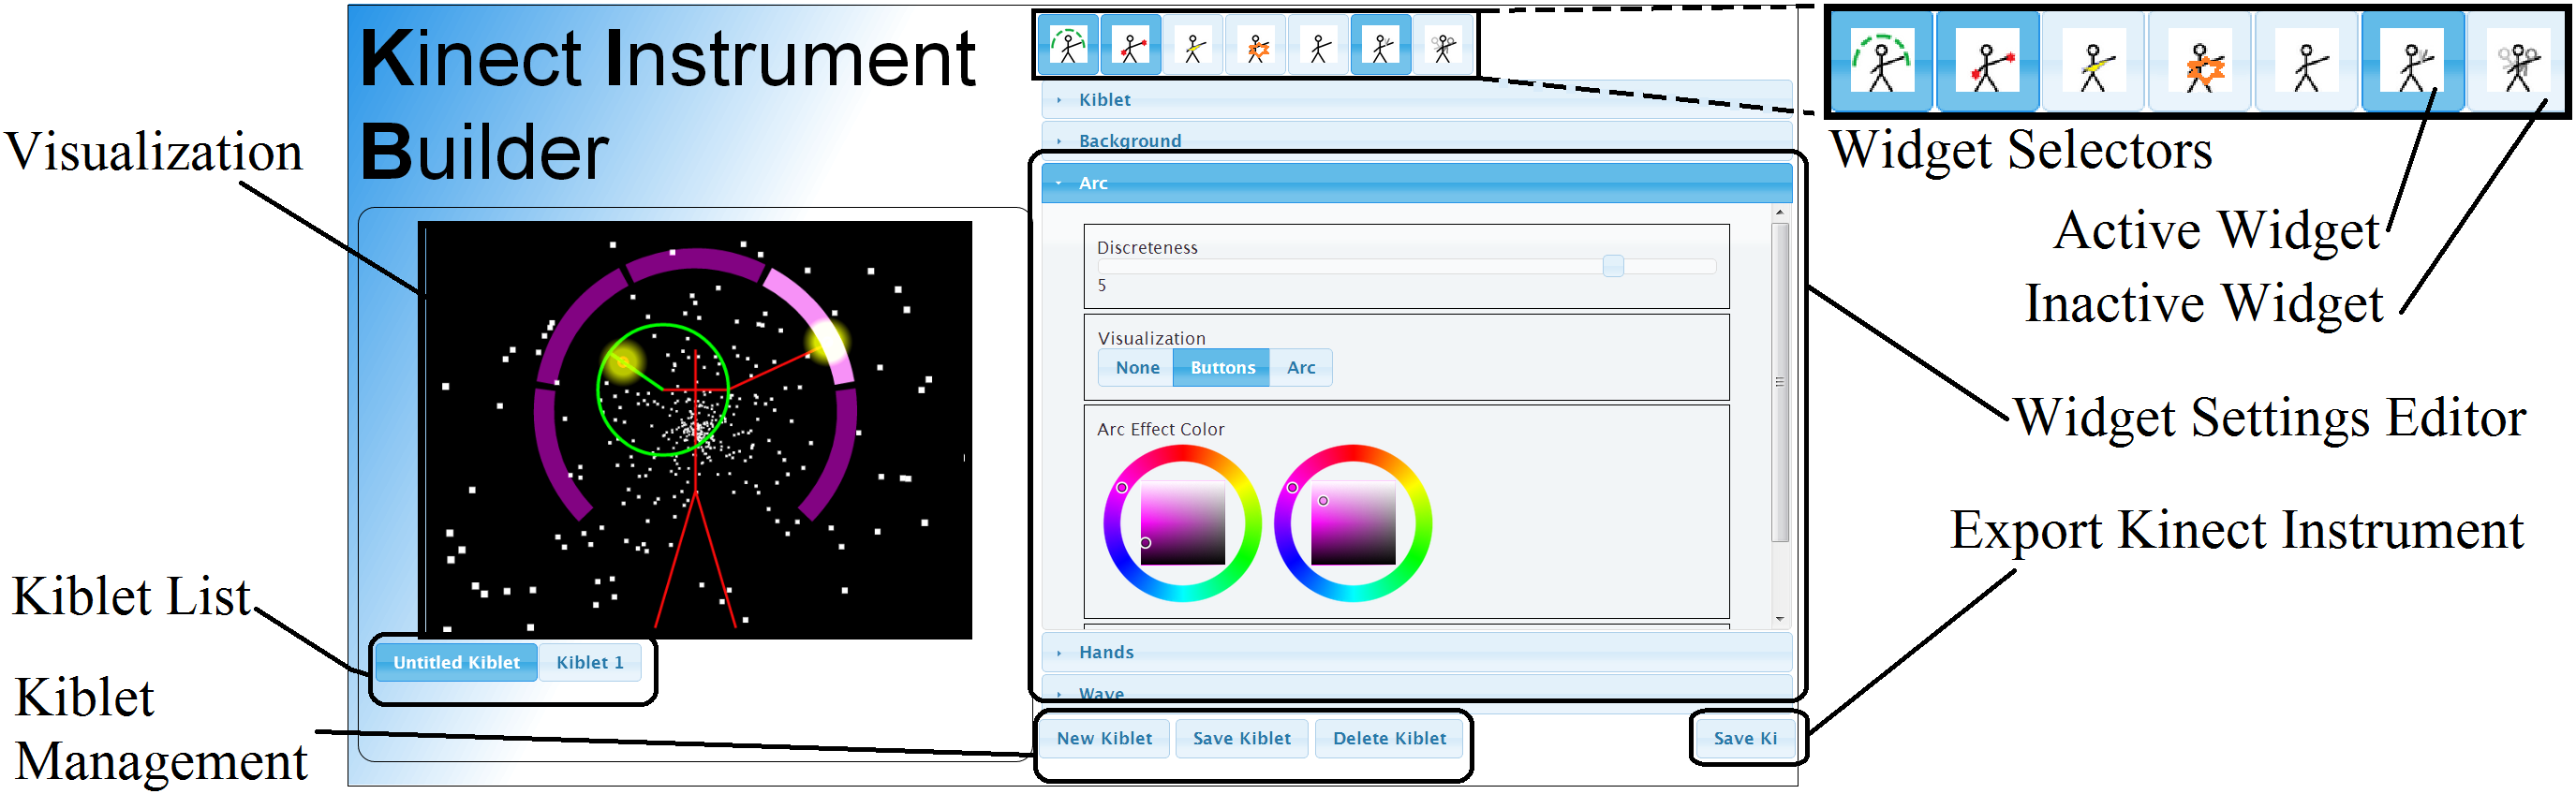 Kinect Instrument
Builder
Visualization
Kiblet
Background
Arc
Discreteness
5
Visualization
None Buttons Arc
Arc Effect Color
Hands
Wave
Untitled Kiblet Kiblet 1
New Kiblet Save Kiblet Delete Kiblet Save Ki
Kiblet List
Kiblet
Management
Widget Selectors
Active Widget
Inactive Widget
Widget Settings Editor
Export Kinect Instrument